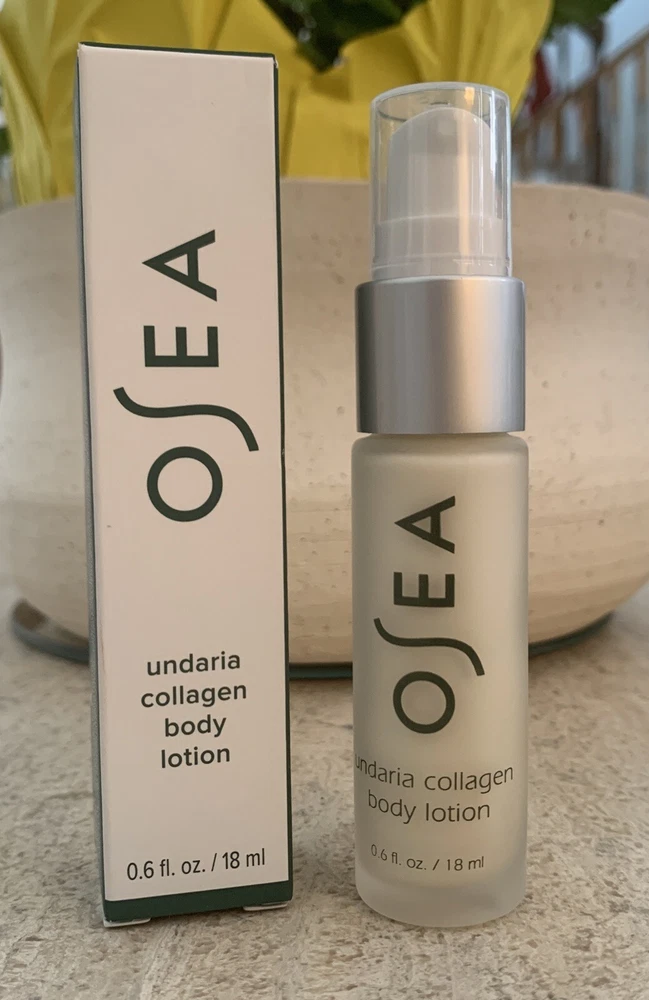 OSEA
undaria
collagen
body
lotion
0.6 fl. oz. / 18 ml
OSEA
undaria collagen
body lotion
0.6 fl. oz. / 18 ml